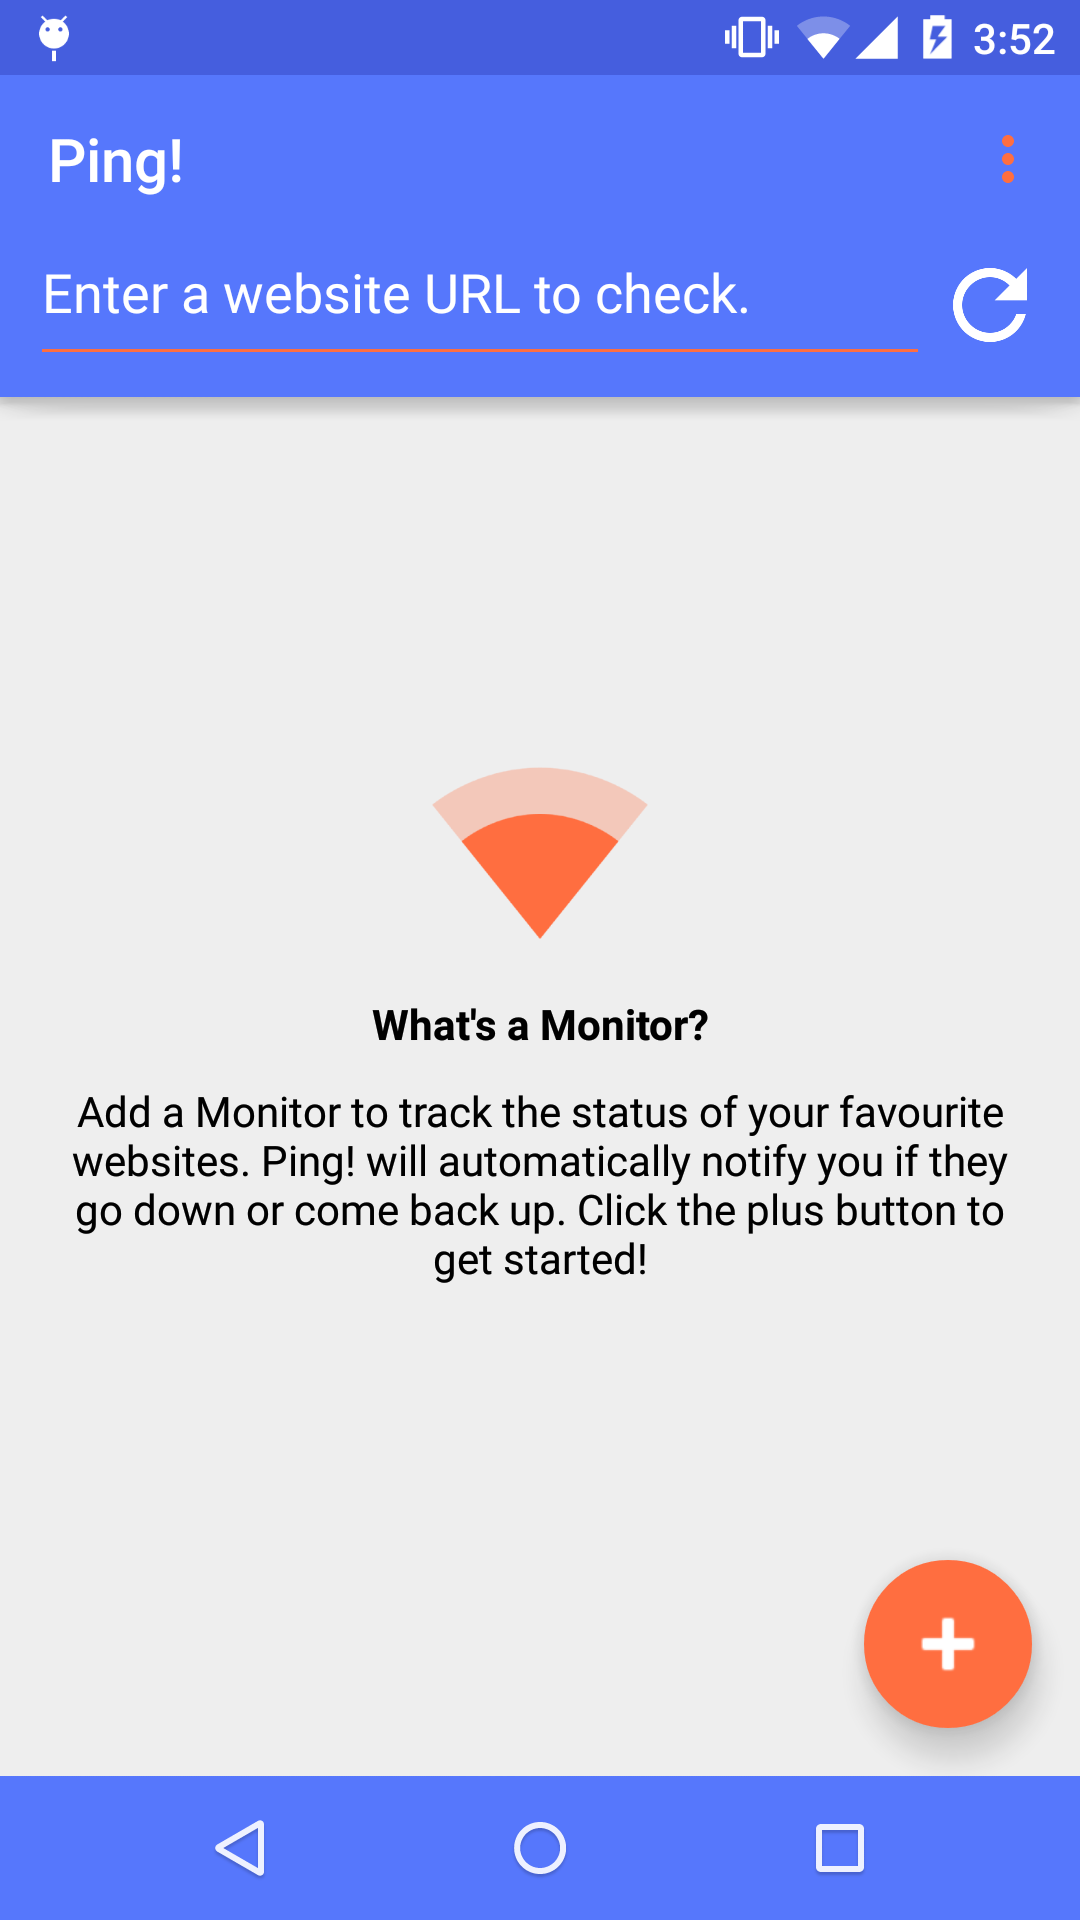 3:52
Ping!
Enter a website URL to check.
What's a Monitor?
Add a Monitor to track the status of your favourite
websites. Ping! will automatically notify you if they
go down or come back up. Click the plus button to
get started!